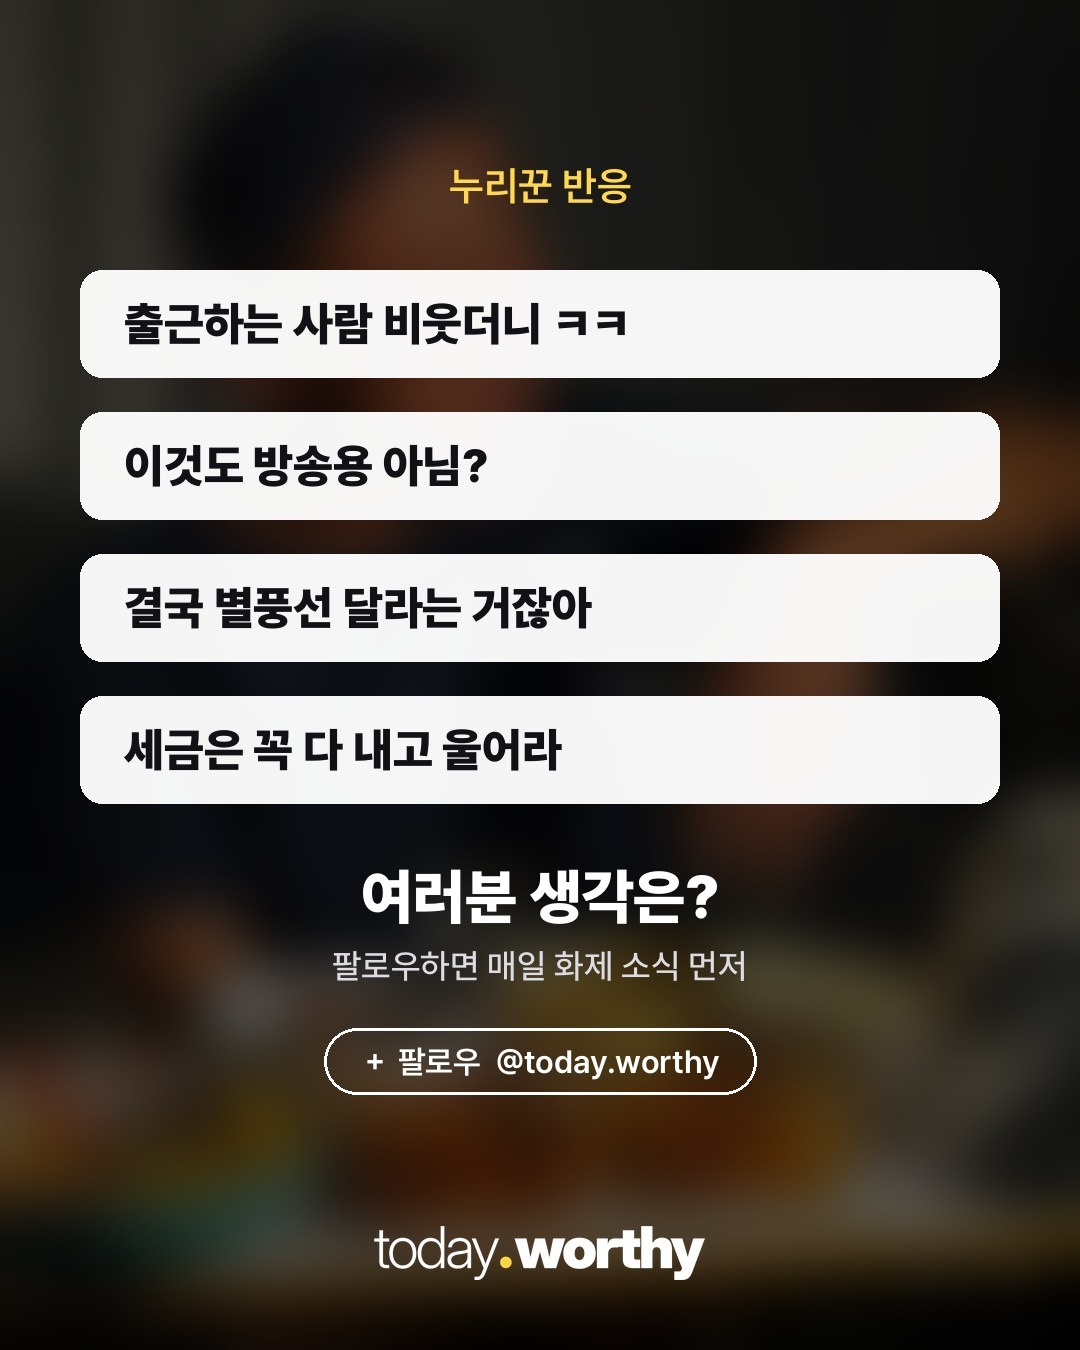 누리꾼 반응
출근하는 사람 비웃더니 ㅋㅋ
이것도 방송용 아님?
결국 별풍선 달라는 거잖아
세금은 꼭 다 내고 울어라
여러분 생각은?
팔로우하면 매일 화제 소식 먼저
+ 팔로우 @today.worthy
today.worthy